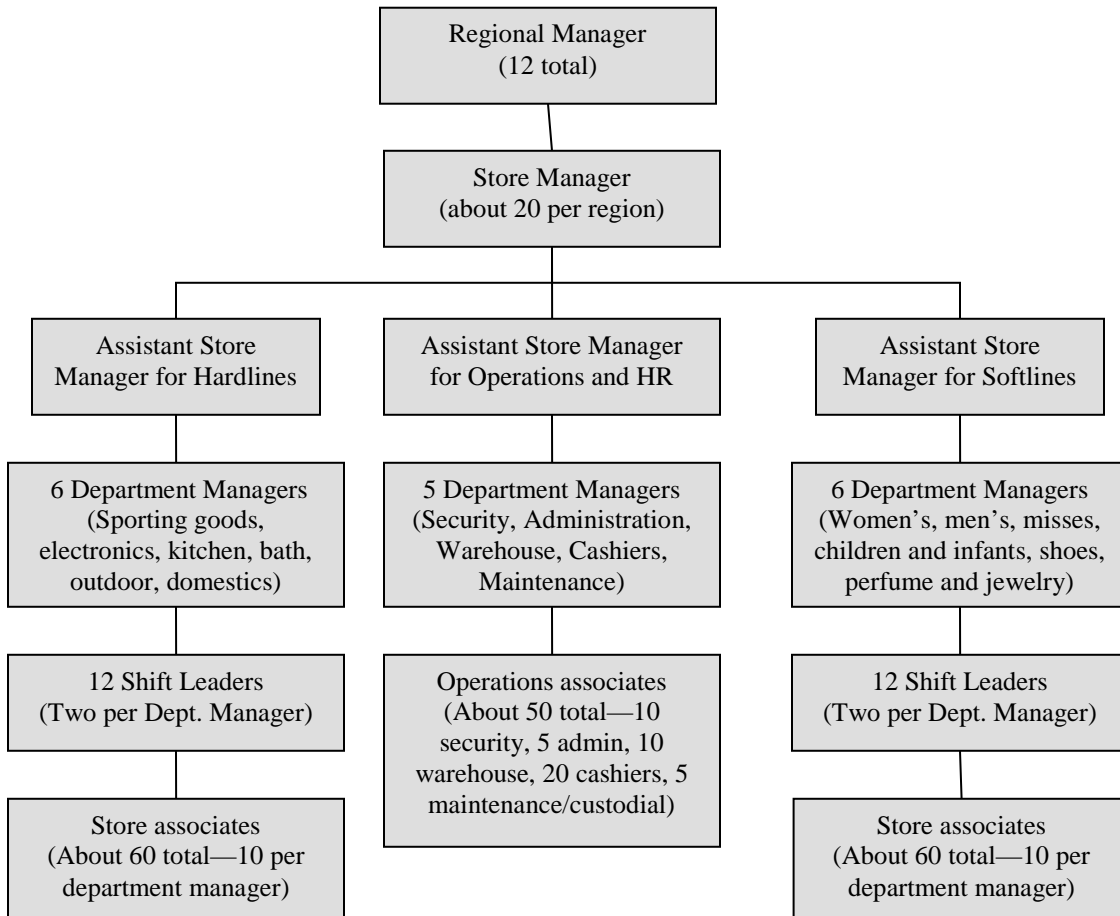 Regional Manager
(12 total)
Store Manager
(about 20 per region)
Assistant Store
Manager for Hardlines
Assistant Store Manager
for Operations and HR
Assistant Store
Manager for Softlines
6 Department Managers
(Sporting goods,
electronics, kitchen, bath,
outdoor, domestics)
5 Department Managers
(Security, Administration,
Warehouse, Cashiers,
Maintenance)
6 Department Managers
(Women’s, men’s, misses,
children and infants, shoes,
perfume and jewelry)
12 Shift Leaders
(Two per Dept. Manager)
Operations associates
(About 50 total—10
security, 5 admin, 10
warehouse, 20 cashiers, 5
maintenance/custodial)
12 Shift Leaders
(Two per Dept. Manager)
Store associates
(About 60 total—10 per
department manager)
Store associates
(About 60 total—10 per
department manager)